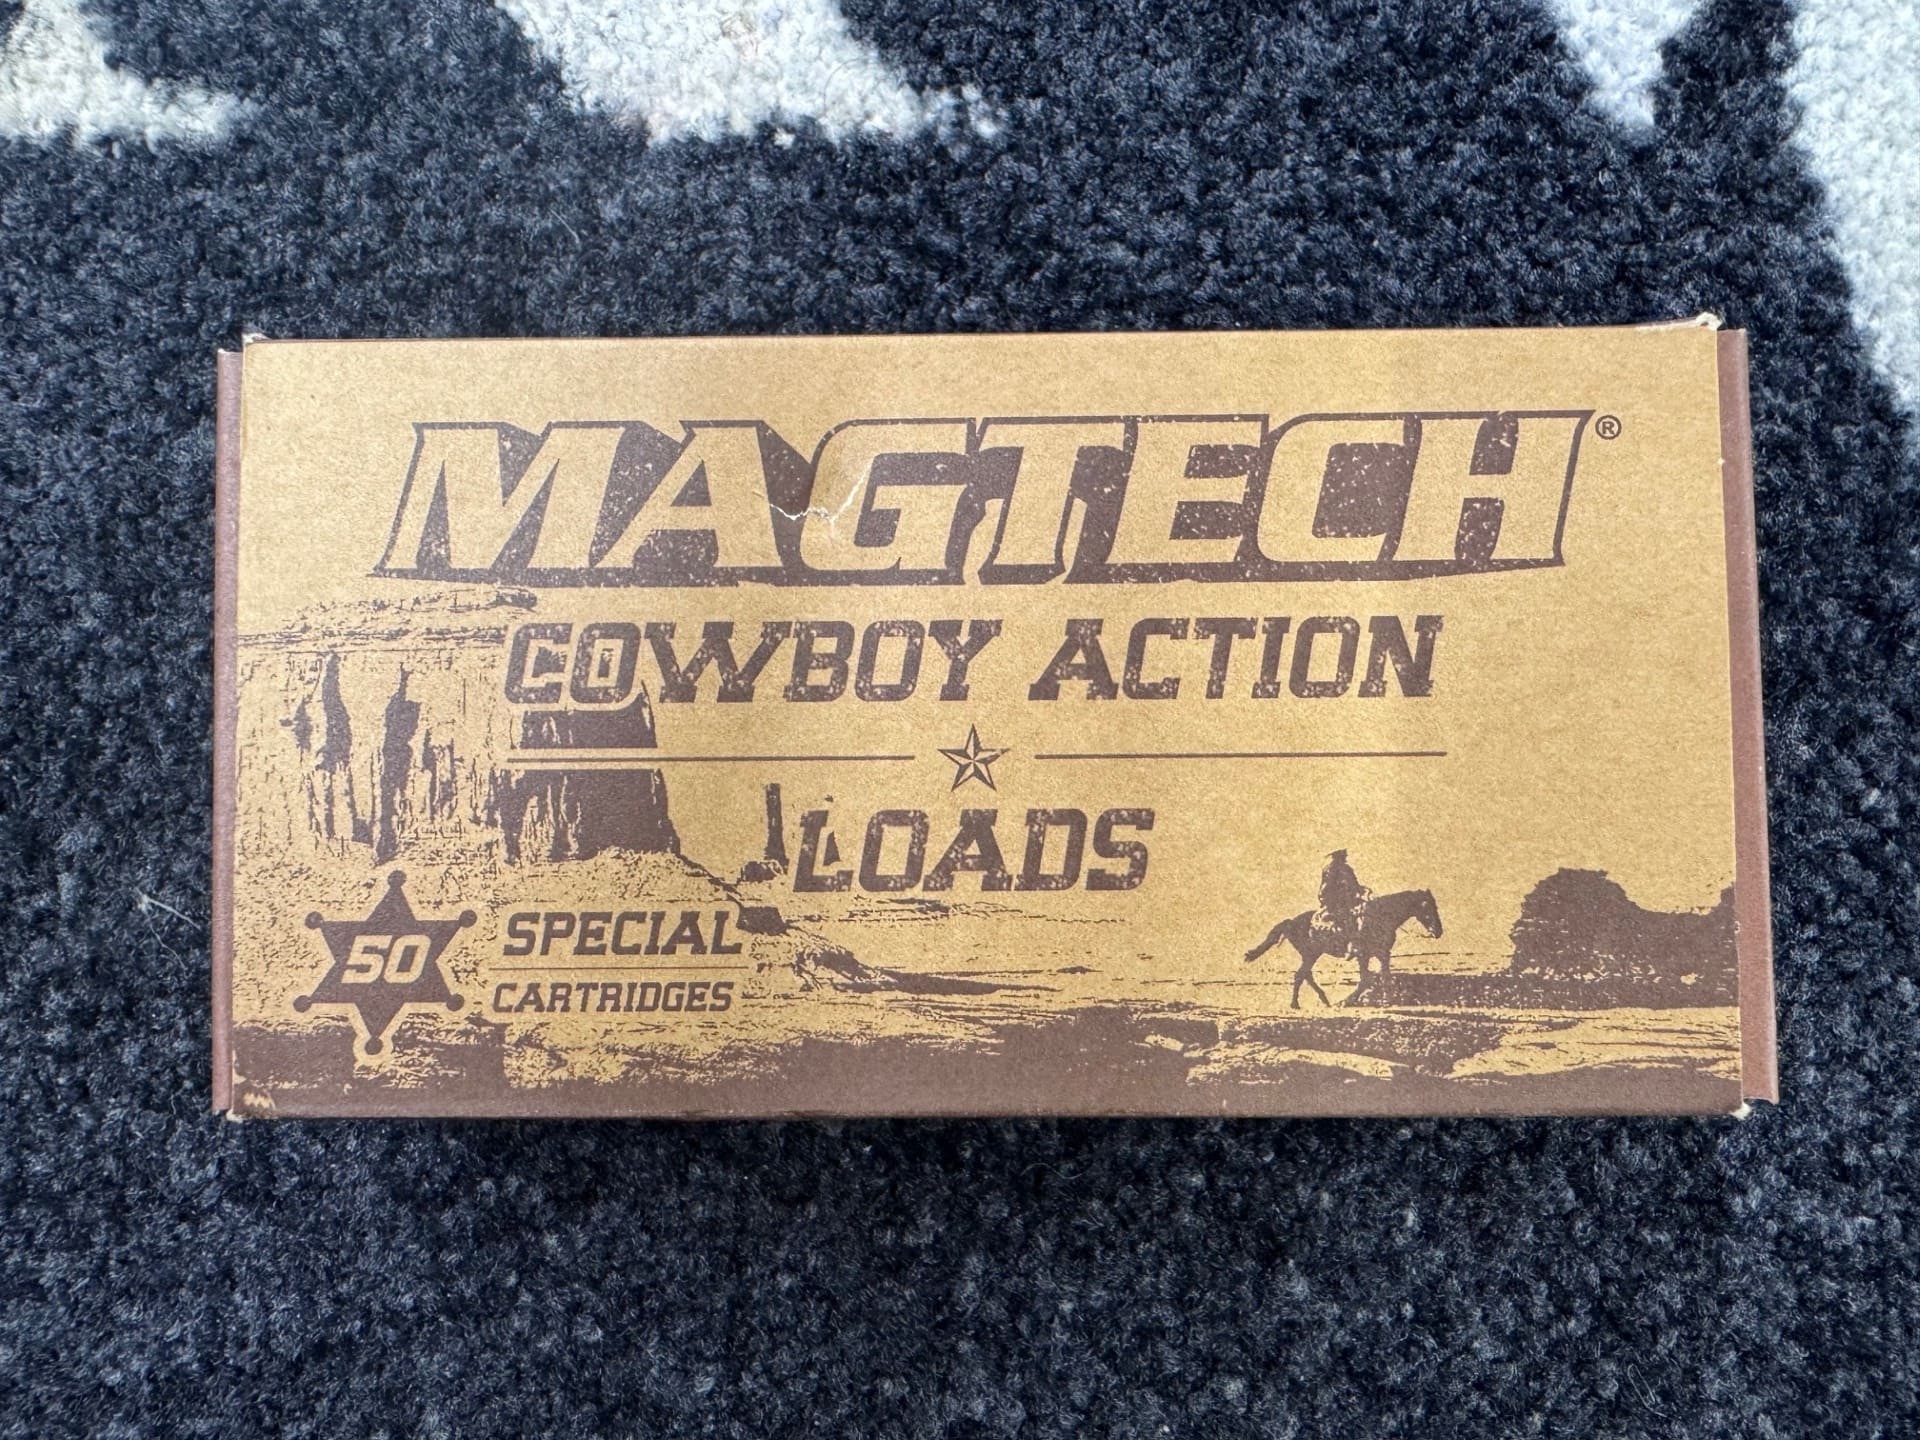 MAGTECH®
COWBOY ACTION
LOADS
50
SPECIAL
CARTRIDGES